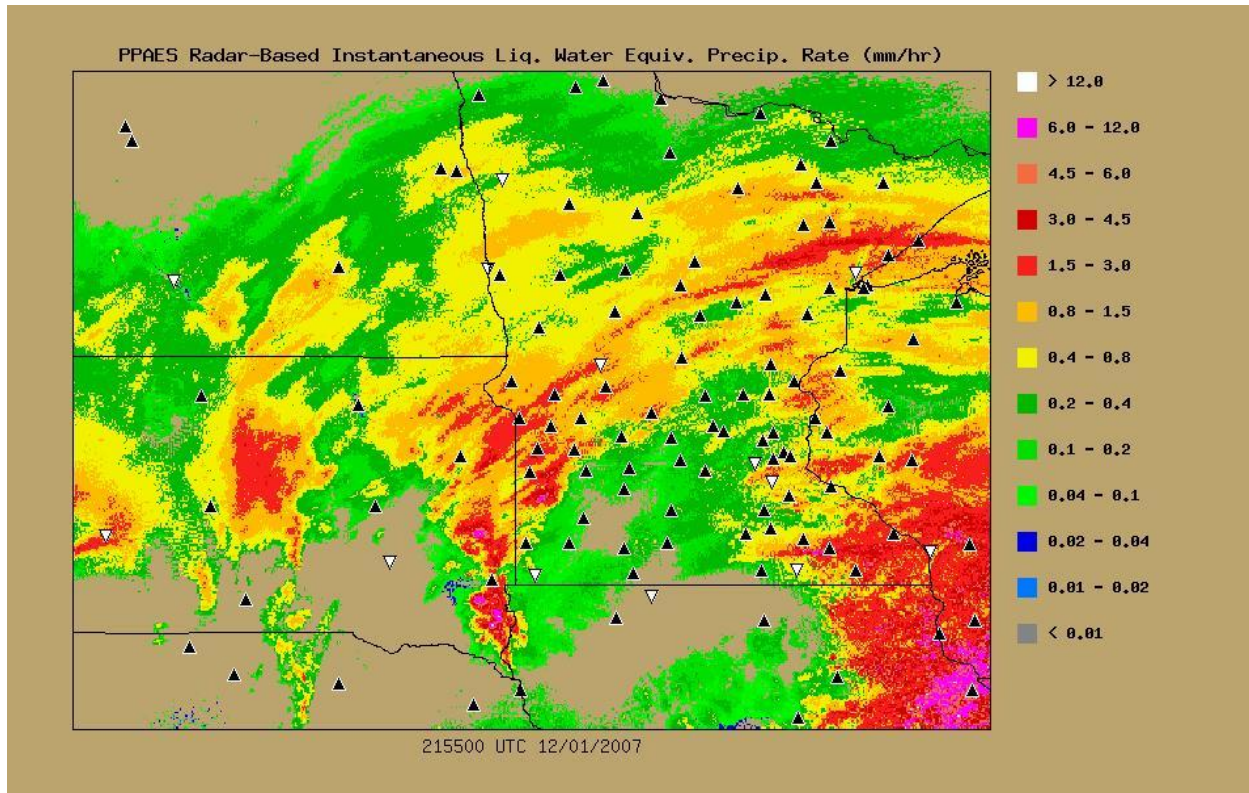 PPAES Radar-Based Instantaneous Liq. Water Equiv. Precip. Rate (mm/hr)
> 12.0
6.0 - 12.0
4.5 - 6.0
3.0 - 4.5
1.5 - 3.0
0.8 - 1.5
0.4 - 0.8
0.2 - 0.4
0.1 - 0.2
0.04 - 0.1
0.02 - 0.04
0.01 - 0.02
< 0.01
215500 UTC 12/01/2007